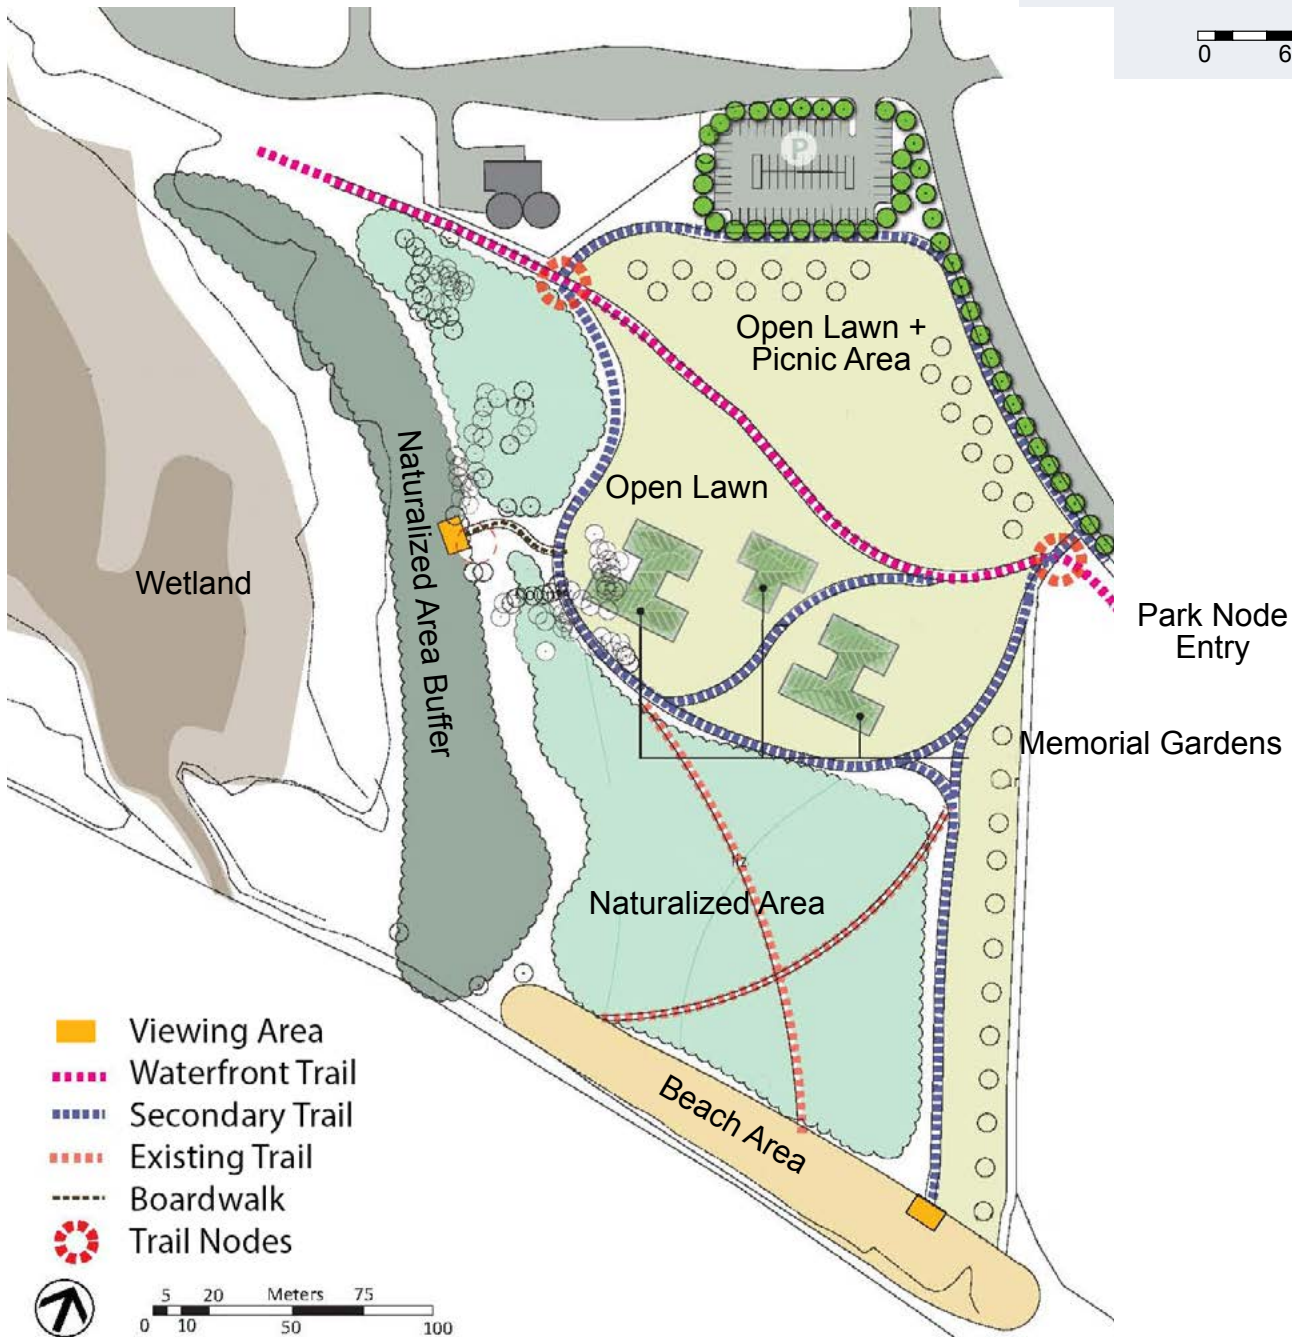 0 6
P
Open Lawn +
Picnic Area
Open Lawn
Naturalized Area Buffer
Wetland
Park Node
Entry
Memorial Gardens
Naturalized Area
Beach Area
Viewing Area
Waterfront Trail
Secondary Trail
Existing Trail
Boardwalk
Trail Nodes
5 20 Meters 75
0 10 50 100